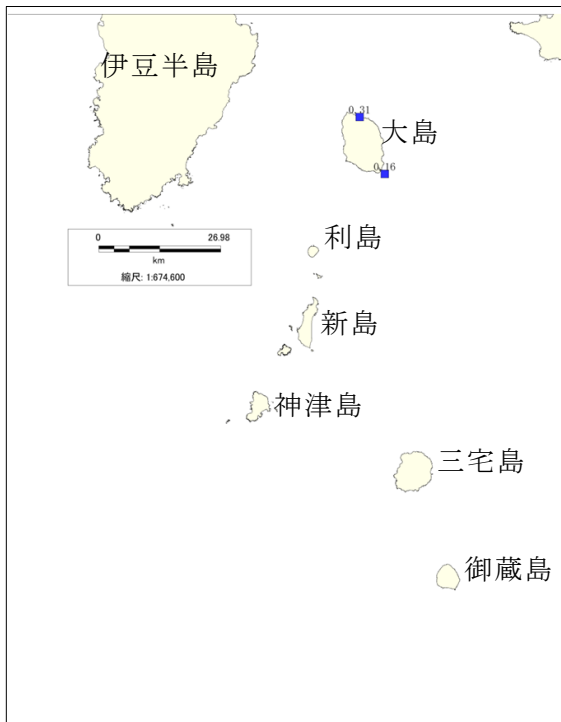 伊豆半島
0.31
大島
0.16
利島
0 26.98
km
縮尺: 1:674,600
新島
神津島
三宅島
御蔵島